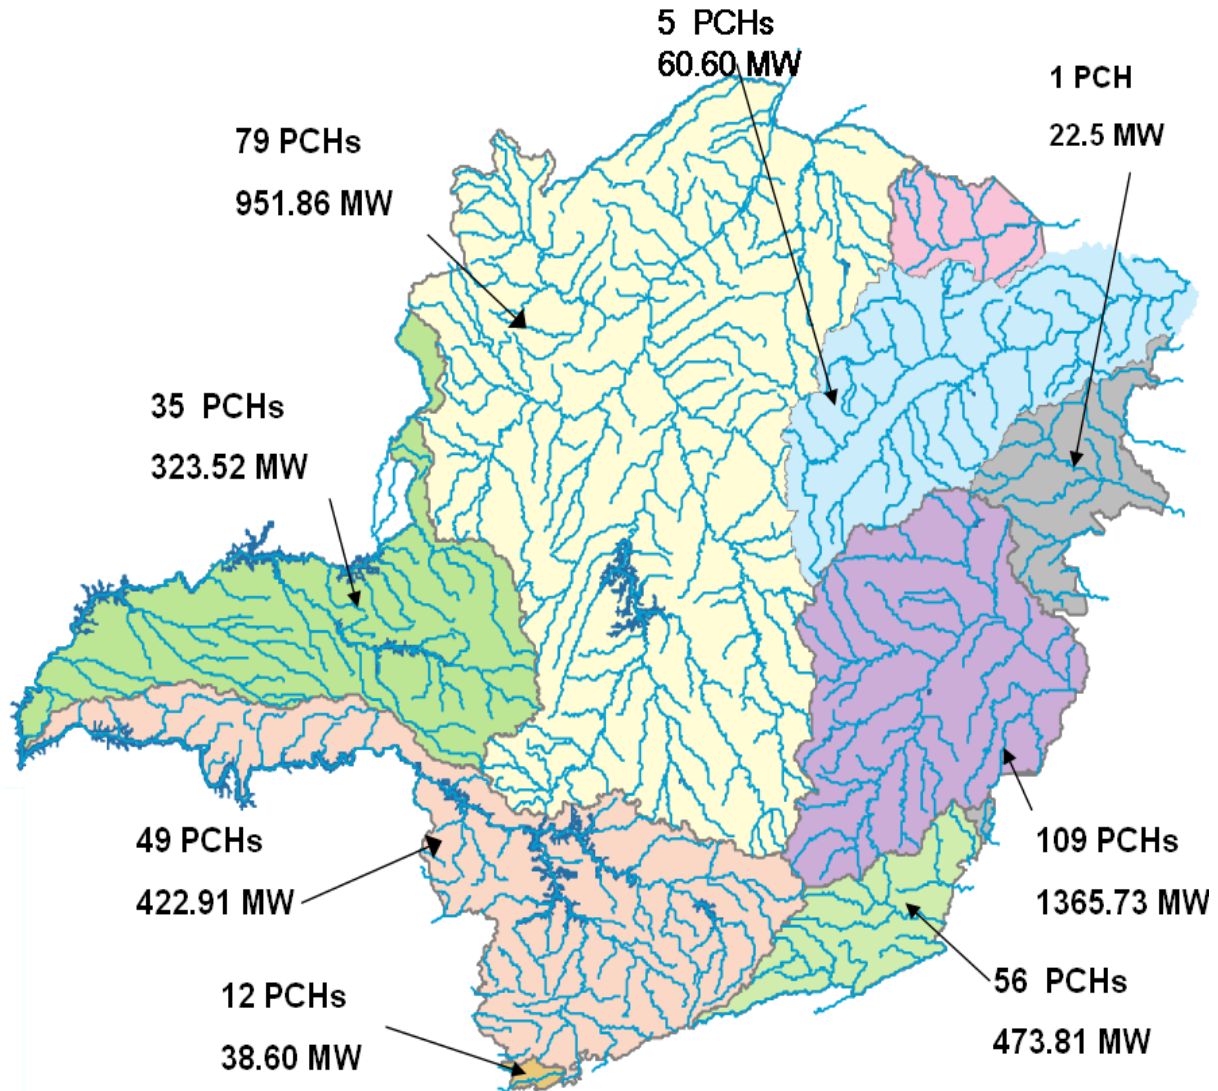 5 PCHs
60.60 MW
1 PCH
22.5 MW
79 PCHs
951.86 MW
35 PCHs
323.52 MW
49 PCHs
422.91 MW
109 PCHs
1365.73 MW
12 PCHs
38.60 MW
56 PCHs
473.81 MW